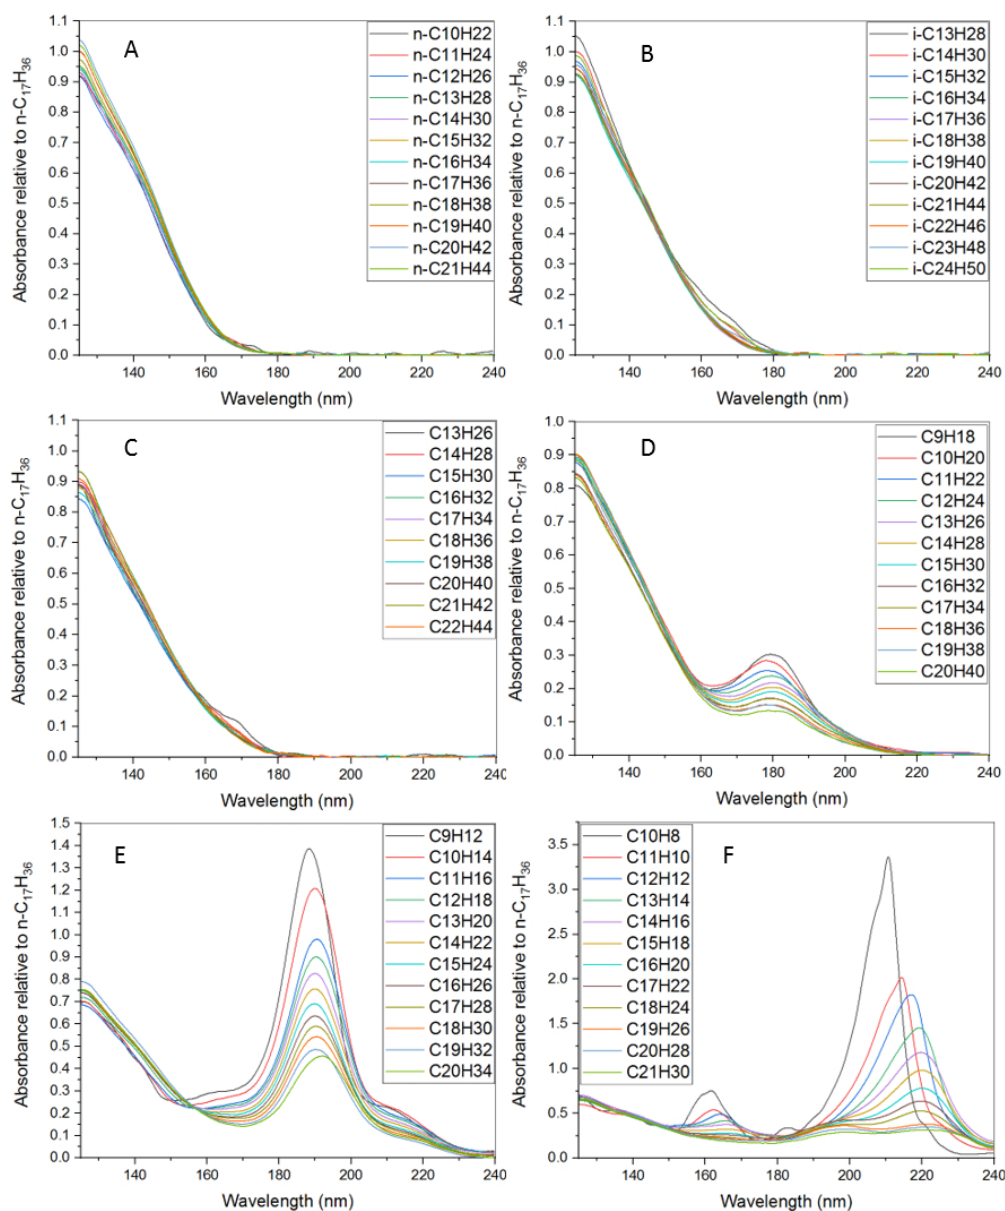 A
Absorbance relative to n-C17H36
1.1
1.0
0.9
0.8
0.7
0.6
0.5
0.4
0.3
0.2
0.1
0.0
140 160 180 200 220 240
Wavelength (nm)
n-C10H22
n-C11H24
n-C12H26
n-C13H28
n-C14H30
n-C15H32
n-C16H34
n-C17H36
n-C18H38
n-C19H40
n-C20H42
n-C21H44
B
Absorbance relative to n-C17H36
1.1
1.0
0.9
0.8
0.7
0.6
0.5
0.4
0.3
0.2
0.1
0.0
140 160 180 200 220 240
Wavelength (nm)
i-C13H28
i-C14H30
i-C15H32
i-C16H34
i-C17H36
i-C18H38
i-C19H40
i-C20H42
i-C21H44
i-C22H46
i-C23H48
i-C24H50
C
Absorbance relative to n-C17H36
1.1
1.0
0.9
0.8
0.7
0.6
0.5
0.4
0.3
0.2
0.1
0.0
140 160 180 200 220 240
Wavelength (nm)
C13H26
C14H28
C15H30
C16H32
C17H34
C18H36
C19H38
C20H40
C21H42
C22H44
D
Absorbance relative to n-C17H36
1.0
0.9
0.8
0.7
0.6
0.5
0.4
0.3
0.2
0.1
0.0
140 160 180 200 220 240
Wavelength (nm)
C9H18
C10H20
C11H22
C12H24
C13H26
C14H28
C15H30
C16H32
C17H34
C18H36
C19H38
C20H40
E
Absorbance relative to n-C17H36
1.5
1.4
1.3
1.2
1.1
1.0
0.9
0.8
0.7
0.6
0.5
0.4
0.3
0.2
0.1
0.0
140 160 180 200 220 240
Wavelength (nm)
C9H12
C10H14
C11H16
C12H18
C13H20
C14H22
C15H24
C16H26
C17H28
C18H30
C19H32
C20H34
F
Absorbance relative to n-C17H36
3.5
3.0
2.5
2.0
1.5
1.0
0.5
0.0
140 160 180 200 220 240
Wavelength (nm)
C10H8
C11H10
C12H12
C13H14
C14H16
C15H18
C16H20
C17H22
C18H24
C19H26
C20H28
C21H30